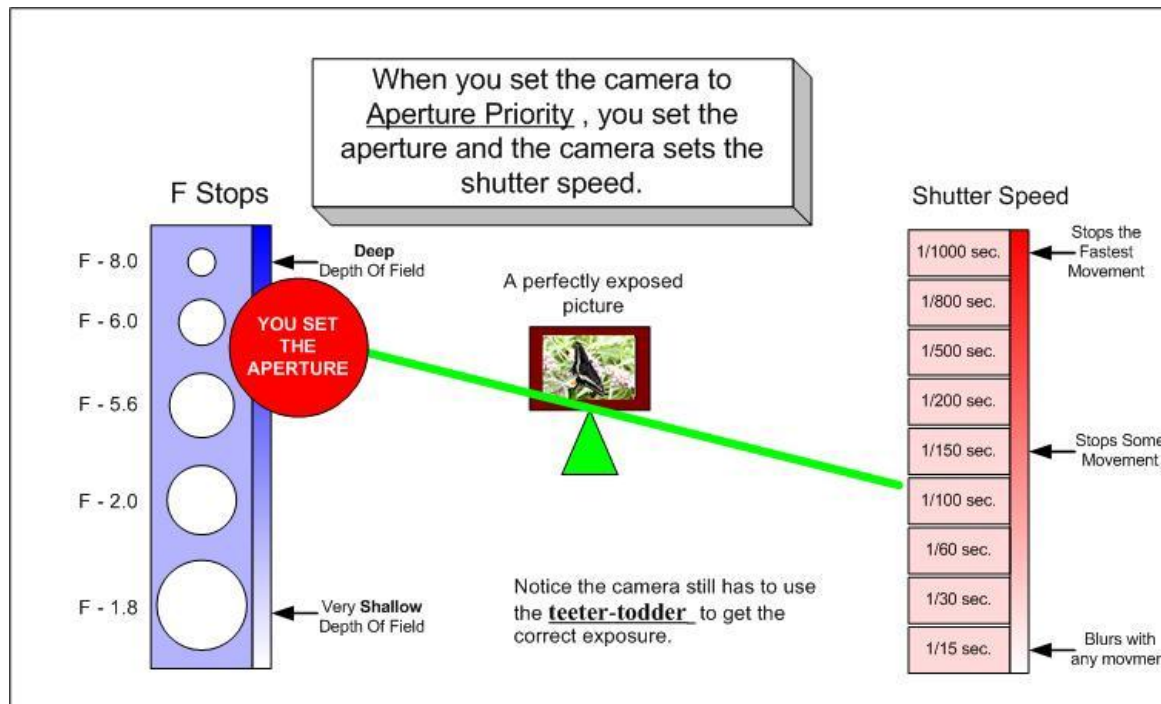 When you set the camera to
Aperture Priority , you set the
aperture and the camera sets the
shutter speed.
F Stops
F - 8.0
F - 6.0
F - 5.6
F - 2.0
F - 1.8
Deep
Depth Of Field
YOU SET
THE
APERTURE
Very Shallow
Depth Of Field
A perfectly exposed
picture
Notice the camera still has to use
the teeter-todder to get the
correct exposure.
Shutter Speed
1/1000 sec.
1/800 sec.
1/500 sec.
1/200 sec.
1/150 sec.
1/100 sec.
1/60 sec.
1/30 sec.
1/15 sec.
Stops the
Fastest
Movement
Stops Some
Movement
Blurs with
any movmen